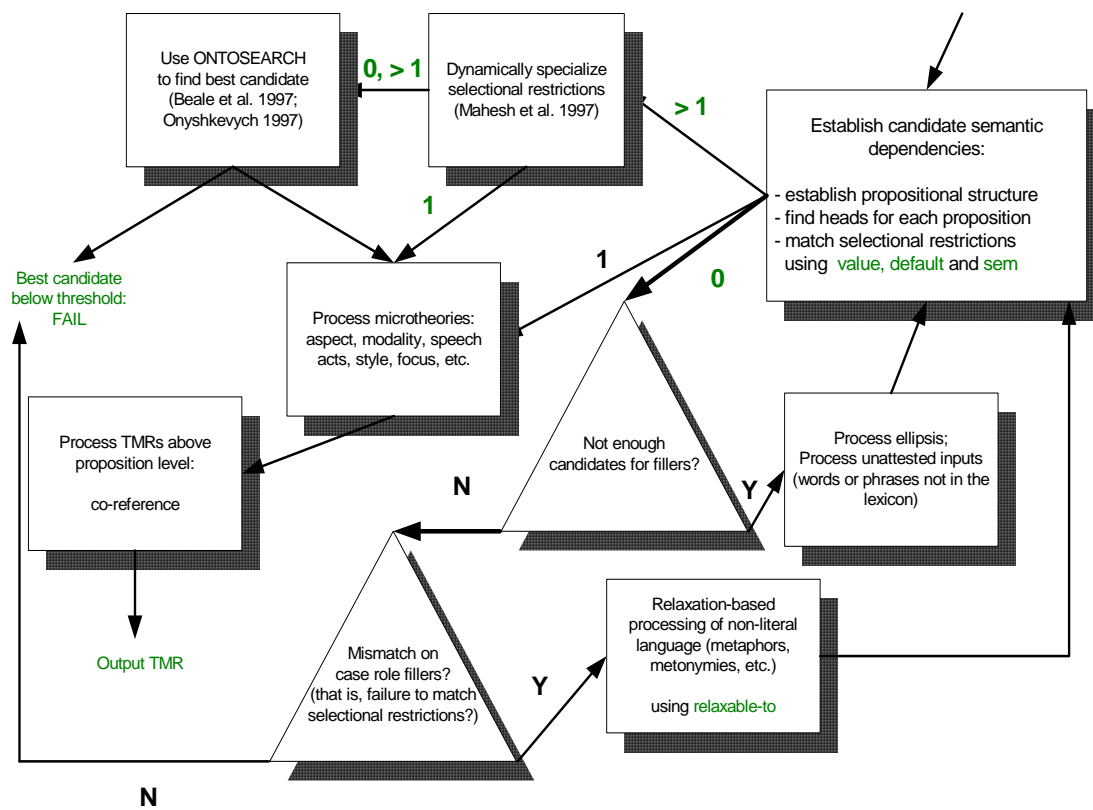 Use ONTOSEARCH
to find best candidate
(Beale et al. 1997;
Onyshkevych 1997)
0, > 1
Dynamically specialize
selectional restrictions
(Mahesh et al. 1997)
> 1
Establish candidate semantic
dependencies:
- establish propositional structure
- find heads for each proposition
- match selectional restrictions
using value, default and sem
1
1
0
Best candidate
below threshold:
FAIL
Process microtheories:
aspect, modality, speech
acts, style, focus, etc.
Process TMRs above
proposition level:
co-reference
Not enough
candidates for fillers?
N
Y
Process ellipsis;
Process unattested inputs
(words or phrases not in the
lexicon)
Output TMR
Mismatch on
case role fillers?
(that is, failure to match
selectional restrictions?)
Y
Relaxation-based
processing of non-literal
language (metaphors,
metonymies, etc.)
using relaxable-to
N